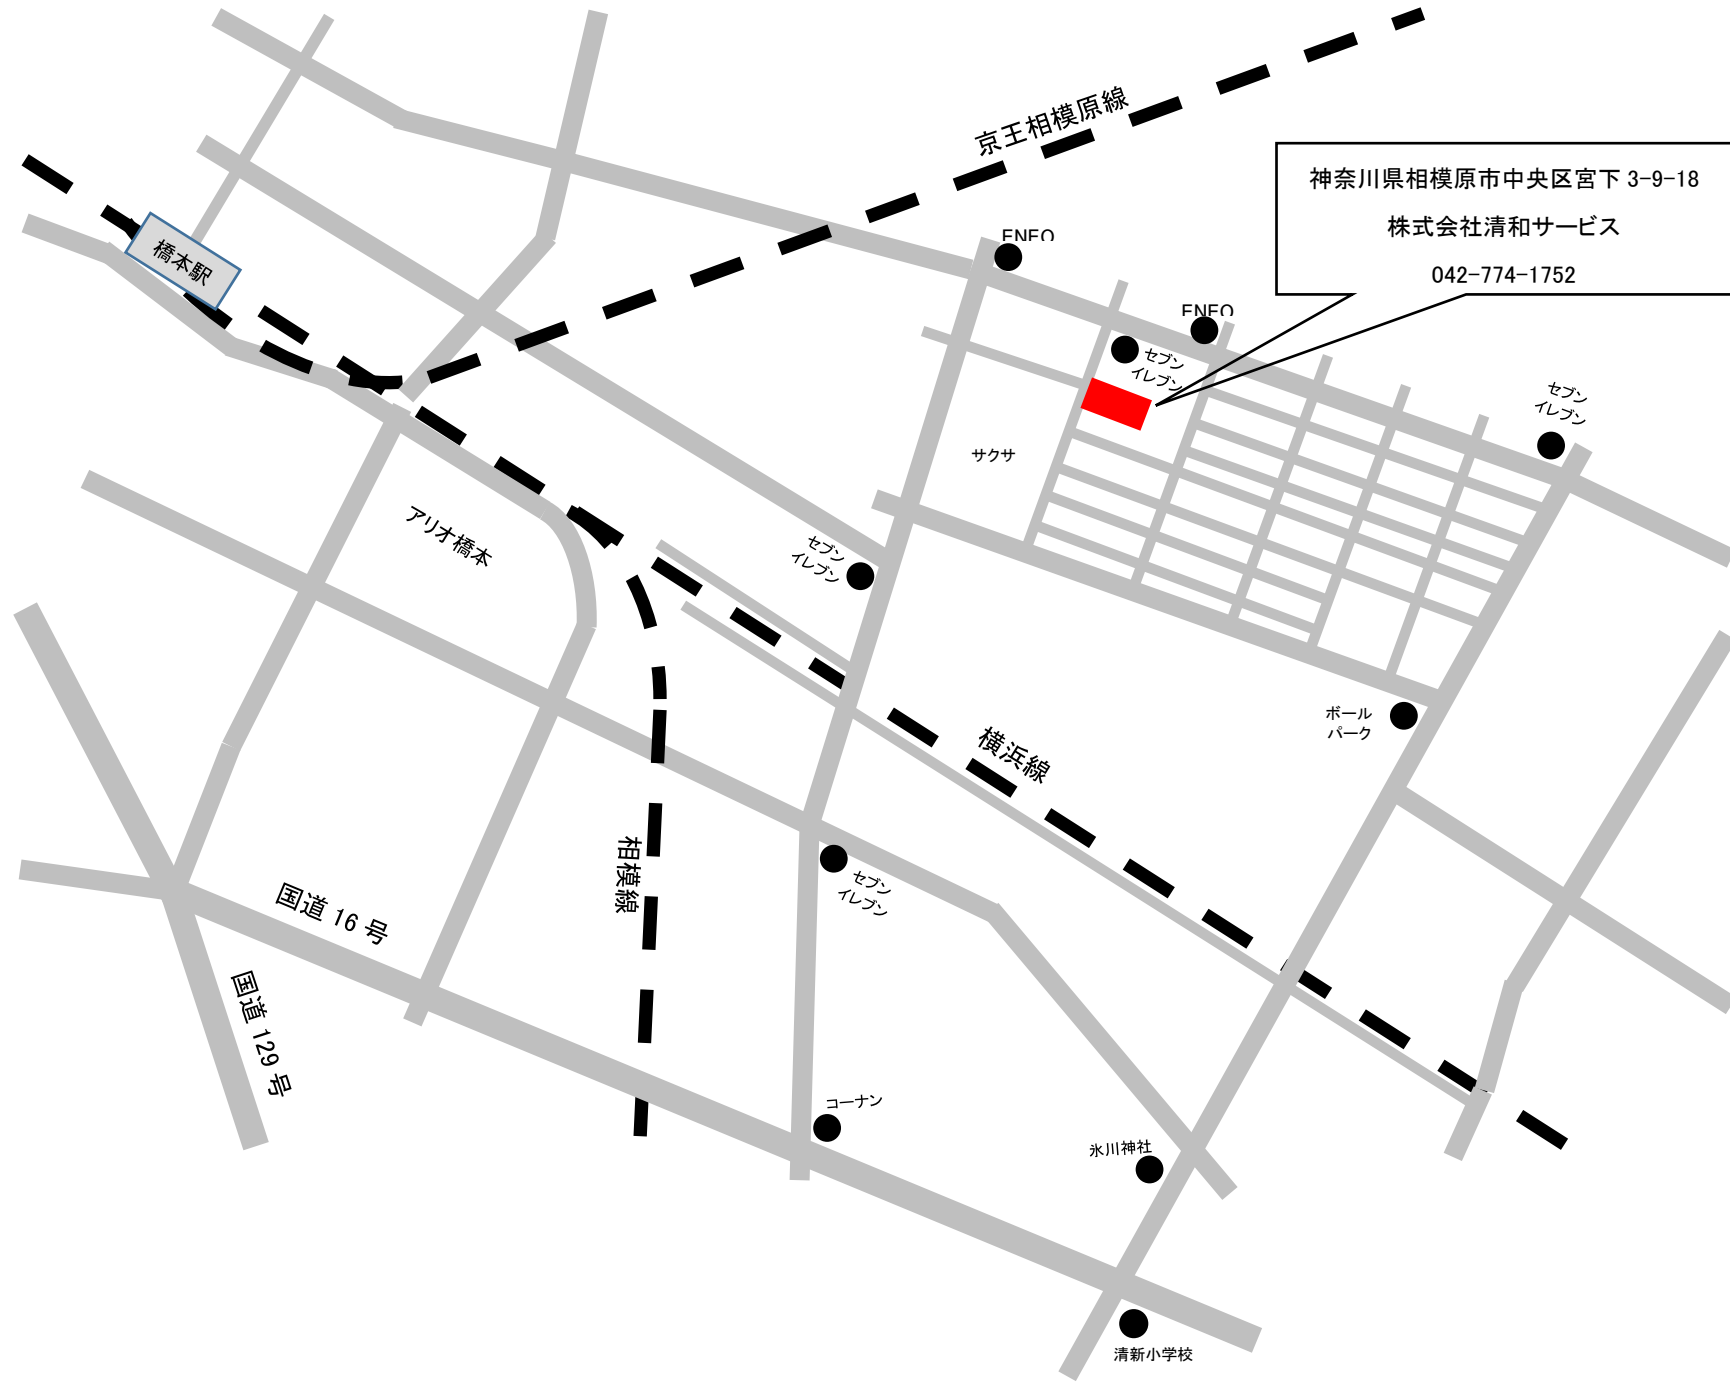 京王相模原線
神奈川県相模原市中央区宮下 3-9-18
株式会社清和サービス
042-774-1752
橋本駅
ENEO
ENEO
セブン
イレブン
セブン
イレブン
サクサ
アリオ橋本
セブン
イレブン
ボール
パーク
横浜線
相模線
セブン
イレブン
国道 16 号
国道 129 号
コーナン
氷川神社
清新小学校